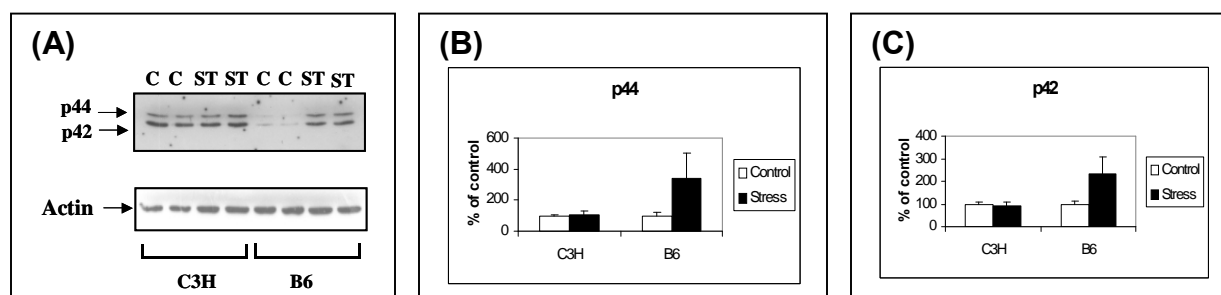 (A)
C C ST ST C C ST ST
p44
p42
Actin
C3H B6
(B)
p44
% of control
600
400
200
0
C3H B6
Control
Stress
(C)
p42
% of control
400
300
200
100
0
C3H B6
Control
Stress